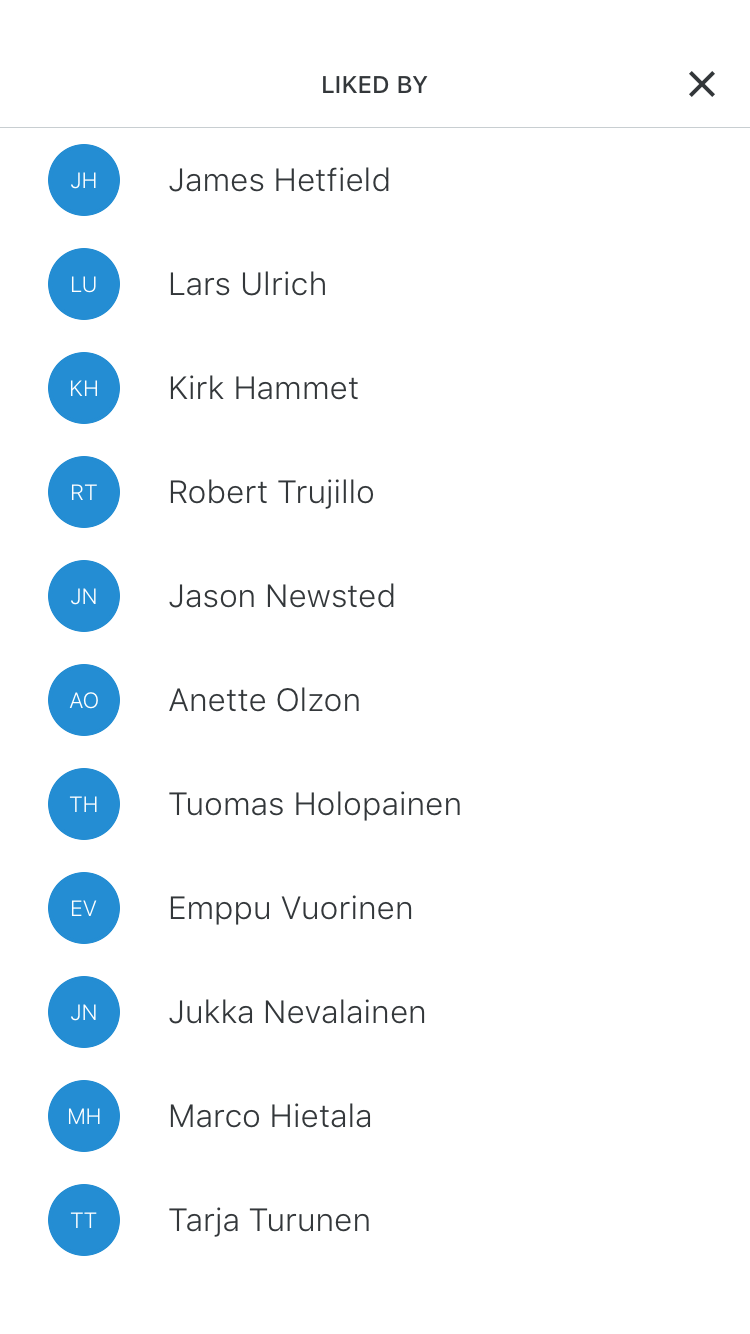 LIKED BY
JH James Hetfield
LU Lars Ulrich
KH Kirk Hammet
RT Robert Trujillo
JN Jason Newsted
AO Anette Olzon
TH Tuomas Holopainen
EV Emppu Vuorinen
JN Jukka Nevalainen
MH Marco Hietala
TT Tarja Turunen